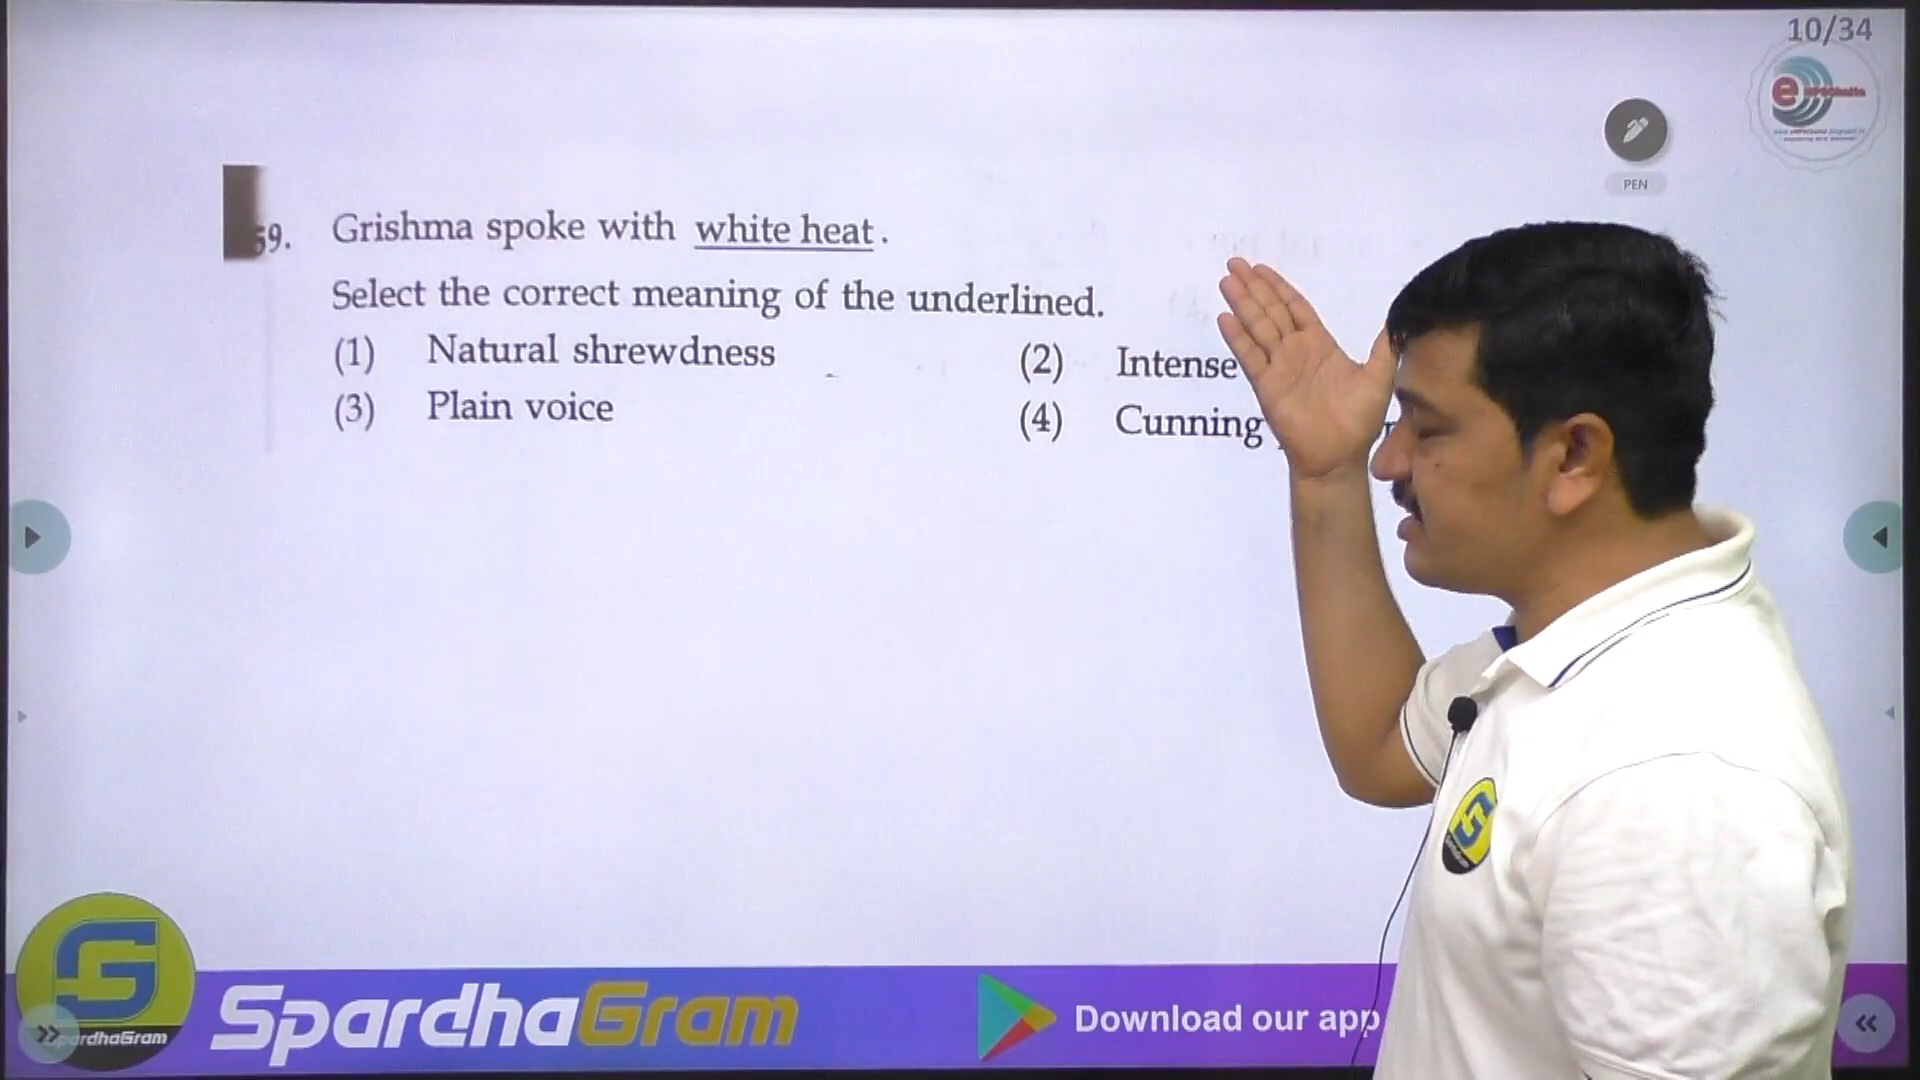 10/34
PEN
59. Grishma spoke with white heat.
Select the correct meaning of the underlined.
(1) Natural shrewdness (2) Intense
(3) Plain voice (4) Cunning
SpardhaGram
Download our app
pardhaGram